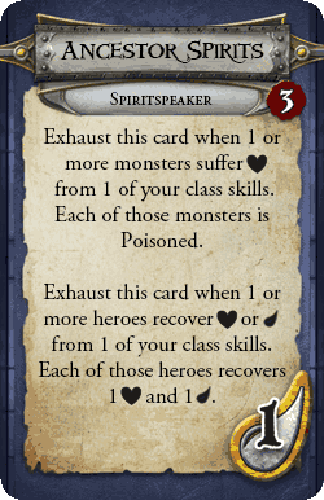 Ancestor Spirits
Spiritspeaker
3
Exhaust this card when 1 or
more monsters suffer ♥
from 1 of your class skills.
Each of those monsters is
Poisoned.
Exhaust this card when 1 or
more heroes recover ♥ or 💧
from 1 of your class skills.
Each of those heroes recovers
1 ♥ and 1 💧.
1